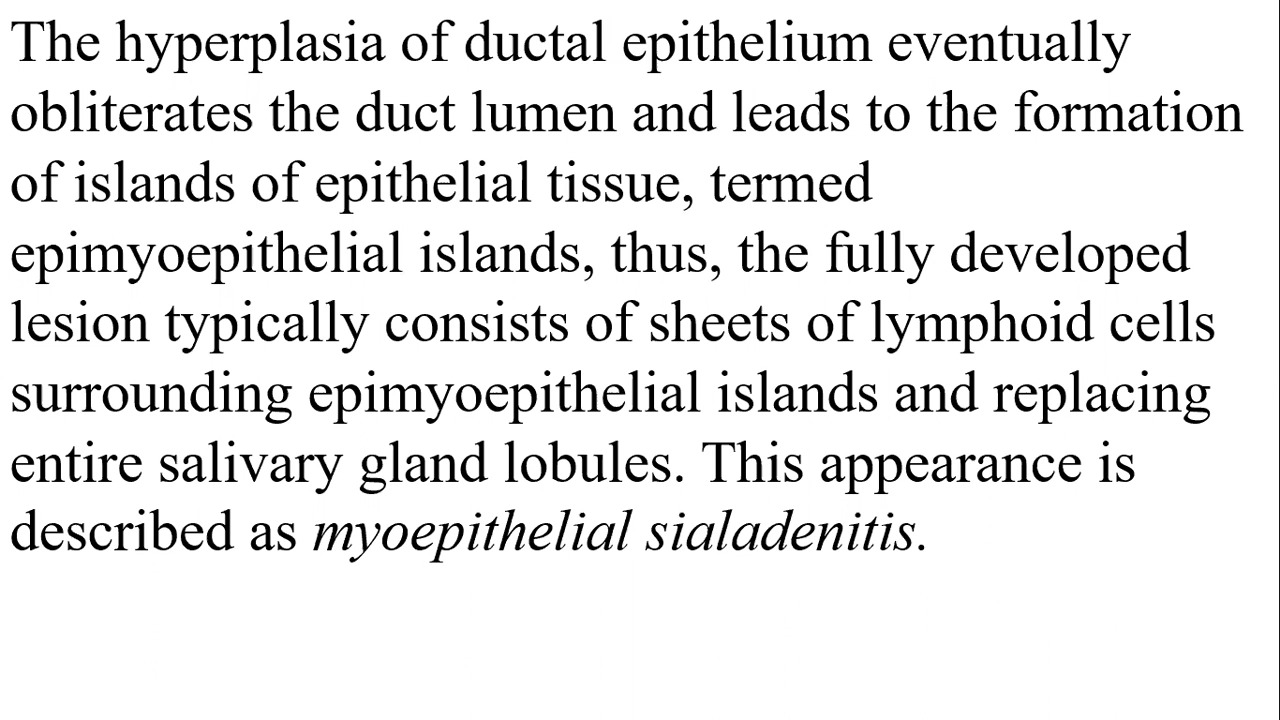 The hyperplasia of ductal epithelium eventually
obliterates the duct lumen and leads to the formation
of islands of epithelial tissue, termed
epimyoepithelial islands, thus, the fully developed
lesion typically consists of sheets of lymphoid cells
surrounding epimyoepithelial islands and replacing
entire salivary gland lobules. This appearance is
described as myoepithelial sialadenitis.